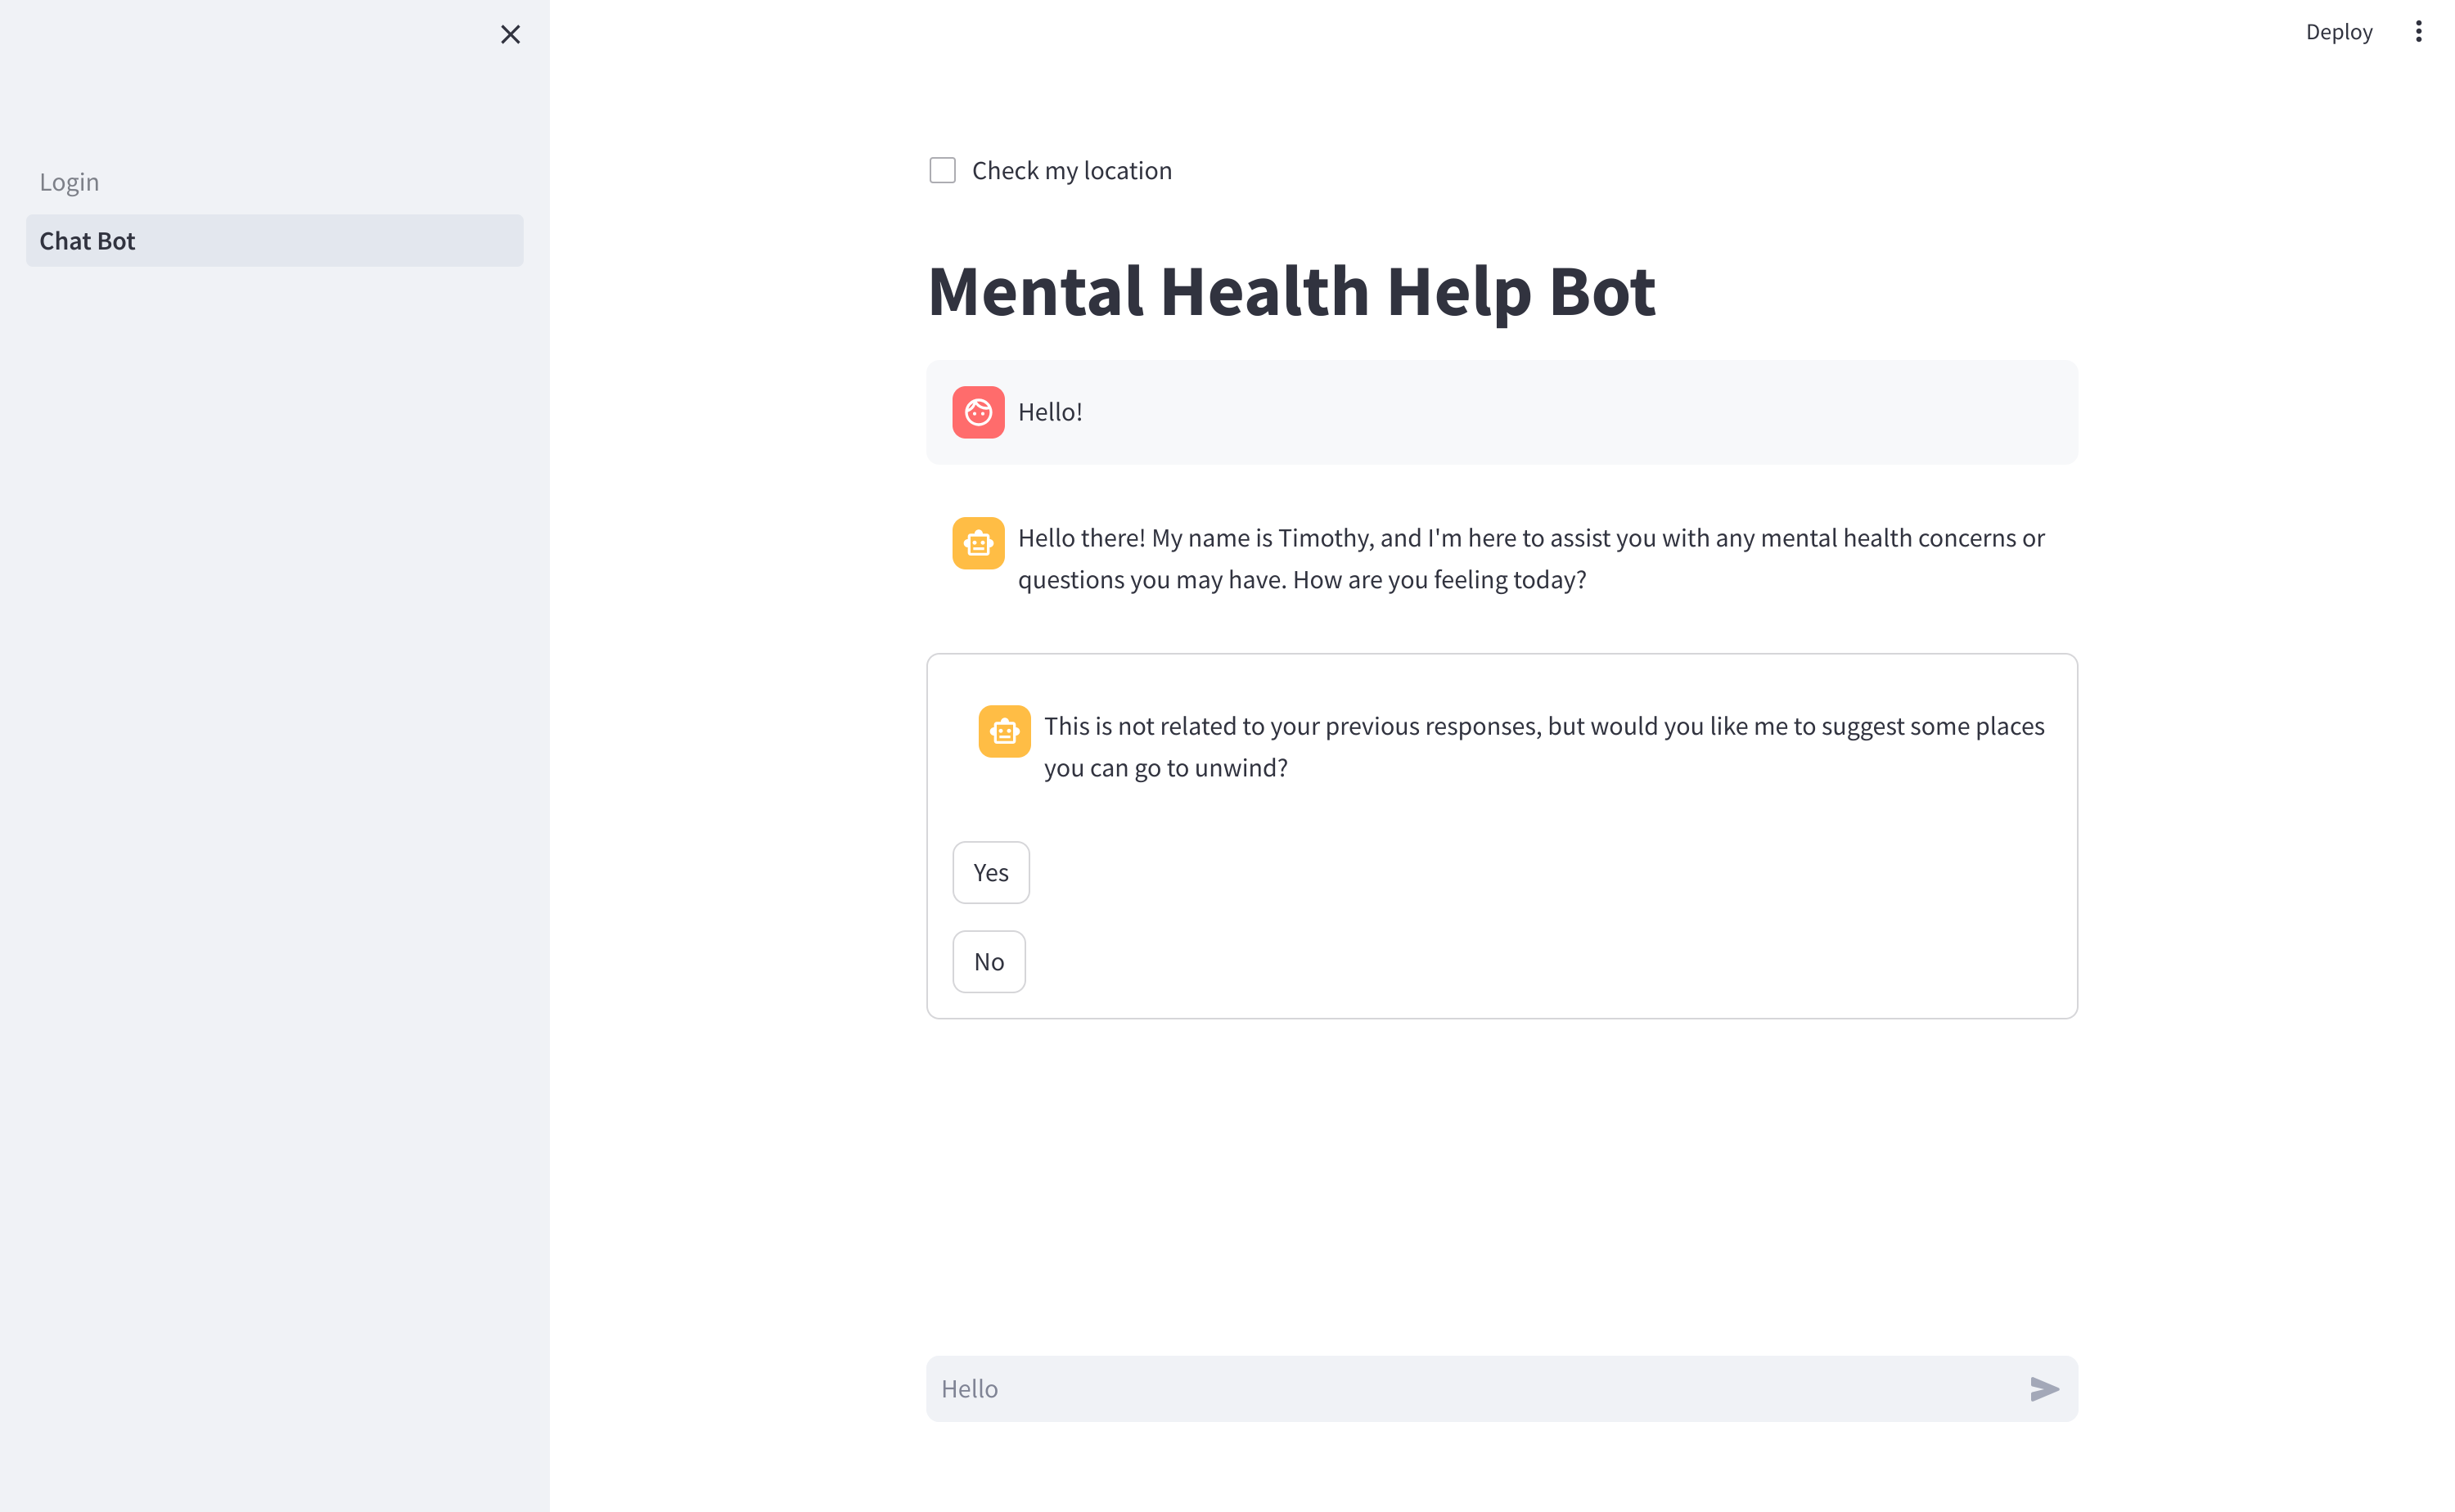 Deploy
Login
Chat Bot
Check my location
Mental Health Help Bot
Hello!
Hello there! My name is Timothy, and I'm here to assist you with any mental health concerns or
questions you may have. How are you feeling today?
This is not related to your previous responses, but would you like me to suggest some places
you can go to unwind?
Yes
No
Hello